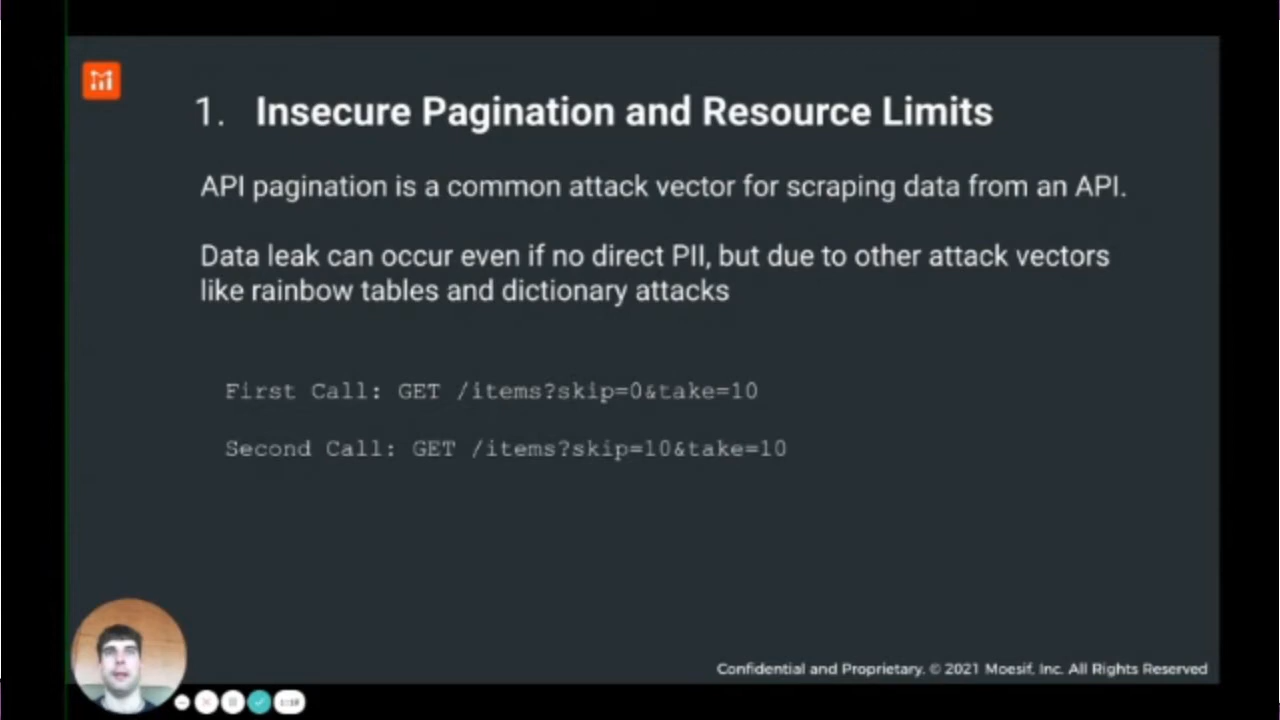 1. Insecure Pagination and Resource Limits
API pagination is a common attack vector for scraping data from an API.
Data leak can occur even if no direct PII, but due to other attack vectors
like rainbow tables and dictionary attacks
First Call: GET /items?skip=0&take=10
Second Call: GET /items?skip=10&take=10
Confidential and Proprietary. © 2021 Moesif, Inc. All Rights Reserved